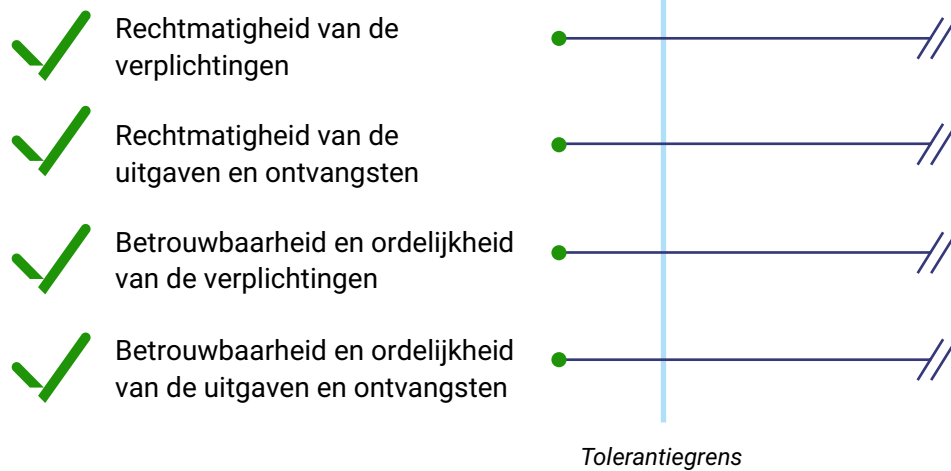 Rechtmatigheid van de
verplichtingen
Rechtmatigheid van de
uitgaven en ontvangsten
Betrouwbaarheid en ordelijkheid
van de verplichtingen
Betrouwbaarheid en ordelijkheid
van de uitgaven en ontvangsten
Tolerantiegrens